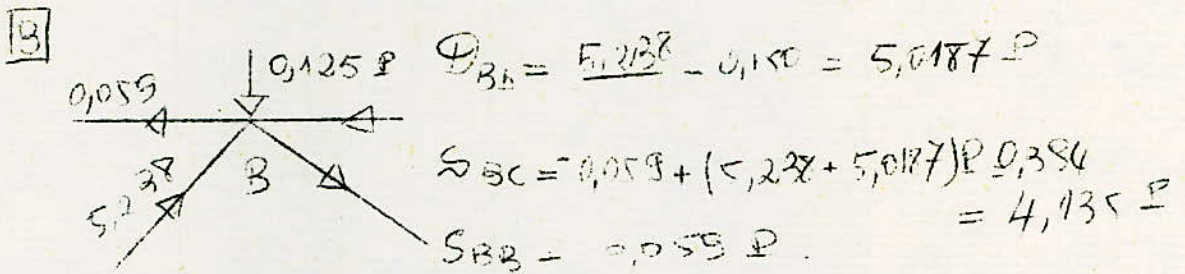 B
0,125 P
0,059
5,238
B
D_Bb = 5,238 - 0,150 = 5,0187 P
S_BC = -0,059 + (5,238 + 5,0187)P 0,394
= 4,135 P
S_BB = 0,059 P.